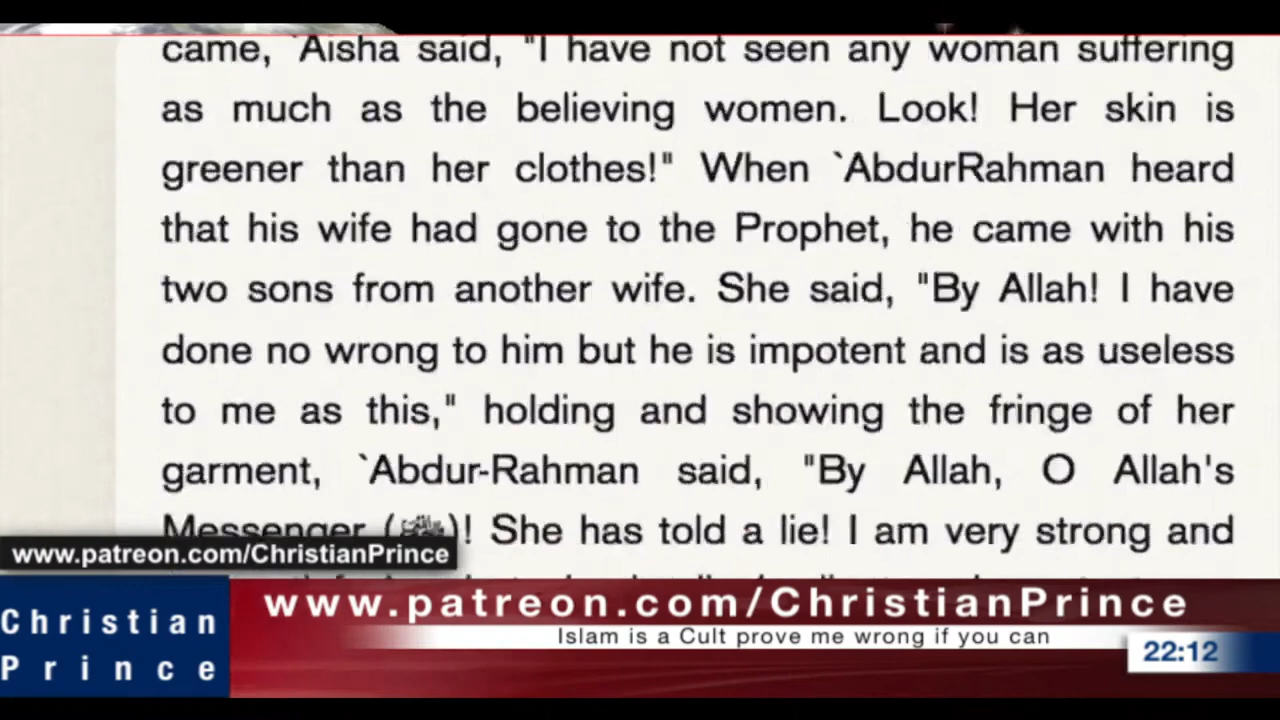 came, `Aisha said, "I have not seen any woman suffering
as much as the believing women. Look! Her skin is
greener than her clothes!" When `AbdurRahman heard
that his wife had gone to the Prophet, he came with his
two sons from another wife. She said, "By Allah! I have
done no wrong to him but he is impotent and is as useless
to me as this," holding and showing the fringe of her
garment, `Abdur-Rahman said, "By Allah, O Allah's
Messenger (ﷺ)! She has told a lie! I am very strong and
www.patreon.com/ChristianPrince
www.patreon.com/ChristianPrince
Islam is a Cult prove me wrong if you can
Christian
Prince
22:12